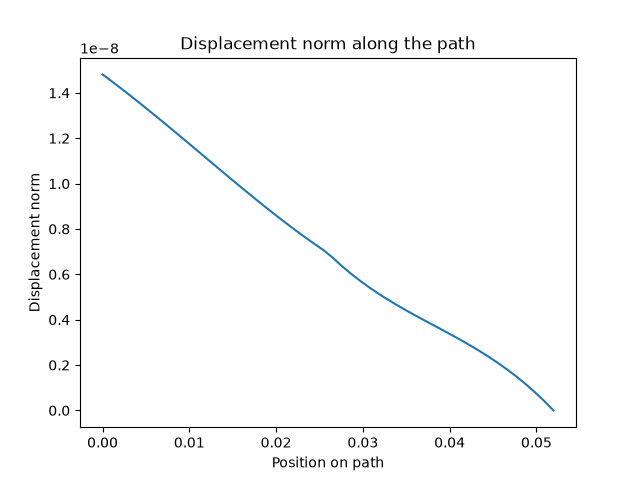 Displacement norm along the path
1e−8
1.4
1.2
1.0
0.8
0.6
0.4
0.2
0.0
Displacement norm
0.00 0.01 0.02 0.03 0.04 0.05
Position on path